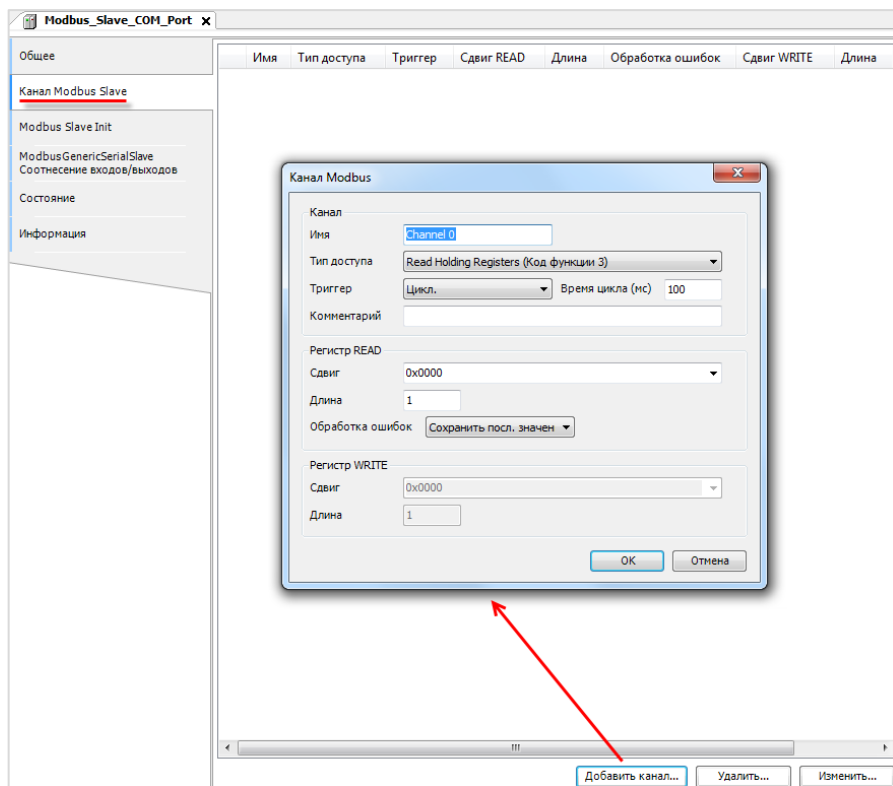 Modbus_Slave_COM_Port
Общее
Канал Modbus Slave
Modbus Slave Init
ModbusGenericSerialSlave
Соотнесение входов/выходов
Состояние
Информация
Имя Тип доступа Триггер Сдвиг READ Длина Обработка ошибок Сдвиг WRITE Длина
Канал Modbus
Канал
Имя Channel 0
Тип доступа Read Holding Registers (Код функции 3)
Триггер Цикл. Время цикла (мс) 100
Комментарий
Регистр READ
Сдвиг 0x0000
Длина 1
Обработка ошибок Сохранить посл. значен
Регистр WRITE
Сдвиг 0x0000
Длина 1
OK Отмена
Добавить канал... Удалить... Изменить...